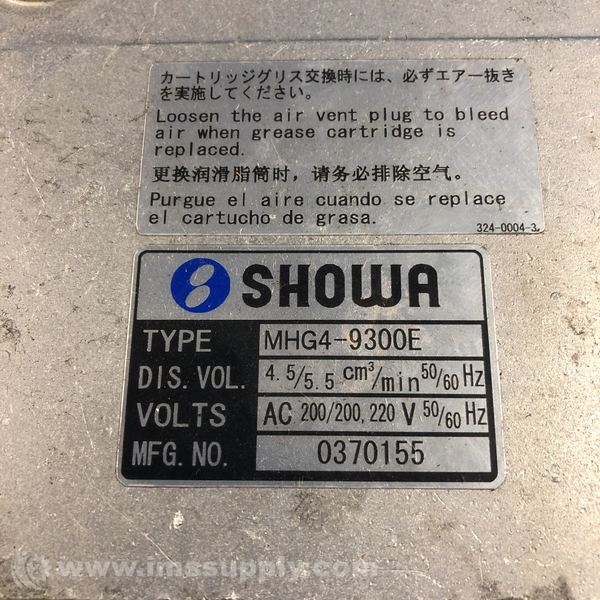 カートリッジグリス交換時には、必ずエアー抜き
を実施してください。
Loosen the air vent plug to bleed
air when grease cartridge is
replaced.
更换润滑脂筒时，请务必排除空气。
Purgue el aire cuando se replace
el cartucho de grasa.
324-0004-3
SHOWA
TYPE MHG4-9300E
DIS. VOL. 4.5/5.5 cm³/min 50/60 Hz
VOLTS AC 200/200, 220 V 50/60 Hz
MFG. NO. 0370155
www.imssupply.com